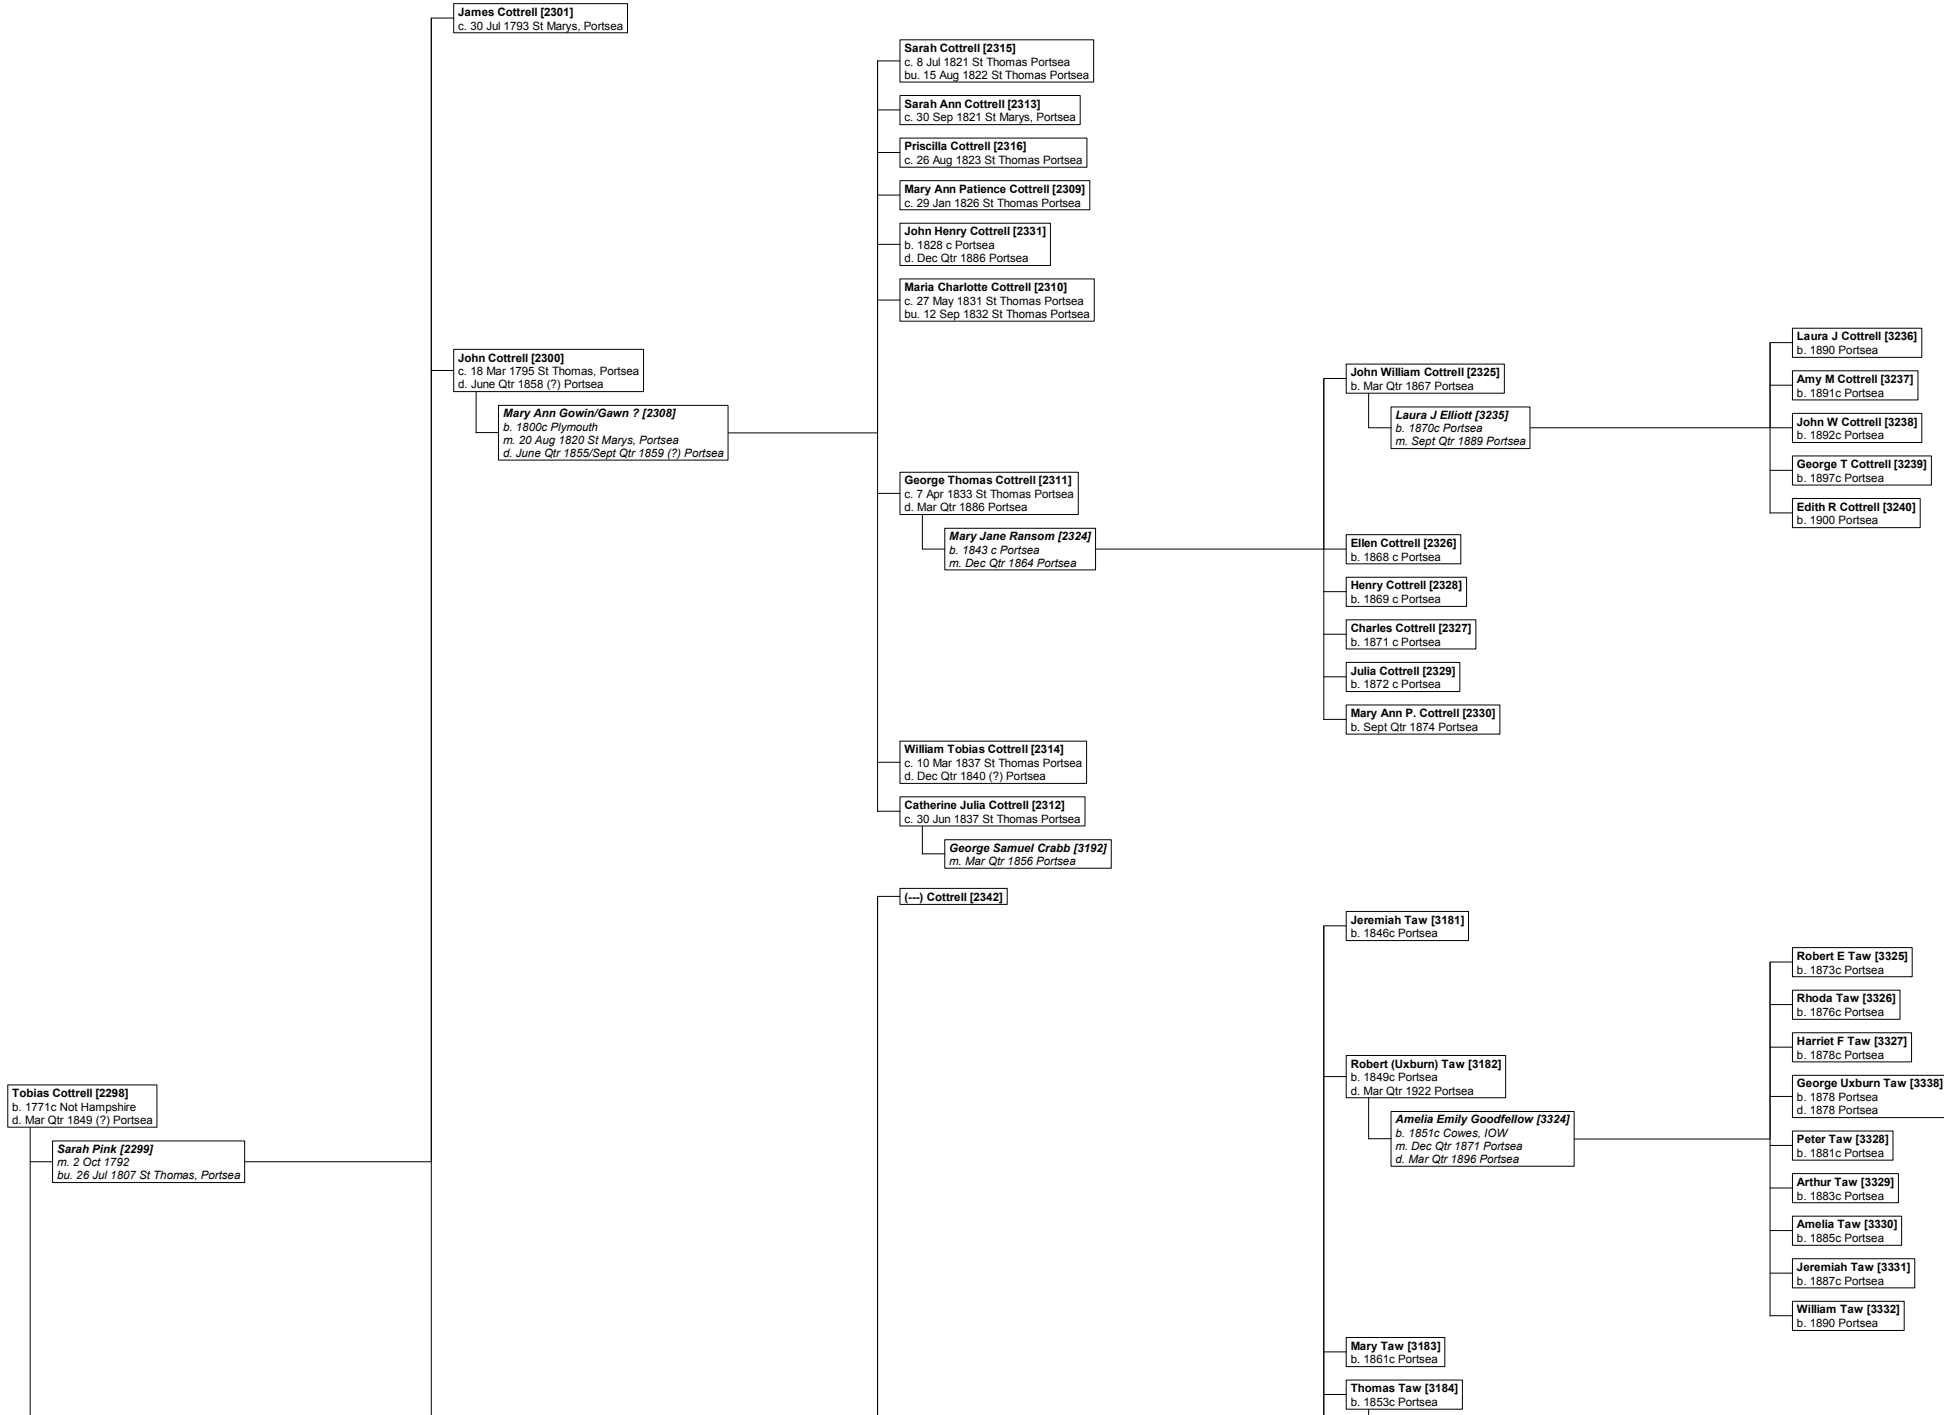 James Cottrell [2301]
c. 30 Jul 1793 St Marys, Portsea
Sarah Cottrell [2315]
c. 8 Jul 1821 St Thomas Portsea
bu. 15 Aug 1822 St Thomas Portsea
Sarah Ann Cottrell [2313]
c. 30 Sep 1821 St Marys, Portsea
Priscilla Cottrell [2316]
c. 26 Aug 1823 St Thomas Portsea
Mary Ann Patience Cottrell [2309]
c. 29 Jan 1826 St Thomas Portsea
John Henry Cottrell [2331]
b. 1828 c Portsea
d. Dec Qtr 1886 Portsea
Maria Charlotte Cottrell [2310]
c. 27 May 1831 St Thomas Portsea
bu. 12 Sep 1832 St Thomas Portsea
John Cottrell [2300]
c. 18 Mar 1795 St Thomas, Portsea
d. June Qtr 1858 (?) Portsea
Mary Ann Gowin/Gawn ? [2308]
b. 1800c Plymouth
m. 20 Aug 1820 St Marys, Portsea
d. June Qtr 1855/Sept Qtr 1859 (?) Portsea
George Thomas Cottrell [2311]
c. 7 Apr 1833 St Thomas Portsea
d. Mar Qtr 1886 Portsea
Mary Jane Ransom [2324]
b. 1843 c Portsea
m. Dec Qtr 1864 Portsea
John William Cottrell [2325]
b. Mar Qtr 1867 Portsea
Laura J Elliott [3235]
b. 1870c Portsea
m. Sept Qtr 1889 Portsea
Laura J Cottrell [3236]
b. 1890 Portsea
Amy M Cottrell [3237]
b. 1891c Portsea
John W Cottrell [3238]
b. 1892c Portsea
George T Cottrell [3239]
b. 1897c Portsea
Edith R Cottrell [3240]
b. 1900 Portsea
Ellen Cottrell [2326]
b. 1868 c Portsea
Henry Cottrell [2328]
b. 1869 c Portsea
Charles Cottrell [2327]
b. 1871 c Portsea
Julia Cottrell [2329]
b. 1872 c Portsea
Mary Ann P. Cottrell [2330]
b. Sept Qtr 1874 Portsea
William Tobias Cottrell [2314]
c. 10 Mar 1837 St Thomas Portsea
d. Dec Qtr 1840 (?) Portsea
Catherine Julia Cottrell [2312]
c. 30 Jun 1837 St Thomas Portsea
George Samuel Crabb [3192]
m. Mar Qtr 1856 Portsea
(---) Cottrell [2342]
Jeremiah Taw [3181]
b. 1846c Portsea
Robert (Uxburn) Taw [3182]
b. 1849c Portsea
d. Mar Qtr 1922 Portsea
Amelia Emily Goodfellow [3324]
b. 1851c Cowes, IOW
m. Dec Qtr 1871 Portsea
d. Mar Qtr 1896 Portsea
Robert E Taw [3325]
b. 1873c Portsea
Rhoda Taw [3326]
b. 1876c Portsea
Harriet F Taw [3327]
b. 1878c Portsea
George Uxburn Taw [3338]
b. 1878 Portsea
d. 1878 Portsea
Peter Taw [3328]
b. 1881c Portsea
Arthur Taw [3329]
b. 1883c Portsea
Amelia Taw [3330]
b. 1885c Portsea
Jeremiah Taw [3331]
b. 1887c Portsea
William Taw [3332]
b. 1890 Portsea
Tobias Cottrell [2298]
b. 1771c Not Hampshire
d. Mar Qtr 1849 (?) Portsea
Sarah Pink [2299]
m. 2 Oct 1792
bu. 26 Jul 1807 St Thomas, Portsea
Mary Taw [3183]
b. 1861c Portsea
Thomas Taw [3184]
b. 1853c Portsea